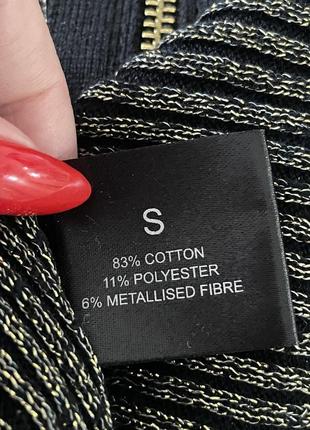 S
83% COTTON
11% POLYESTER
6% METALLISED FIBRE